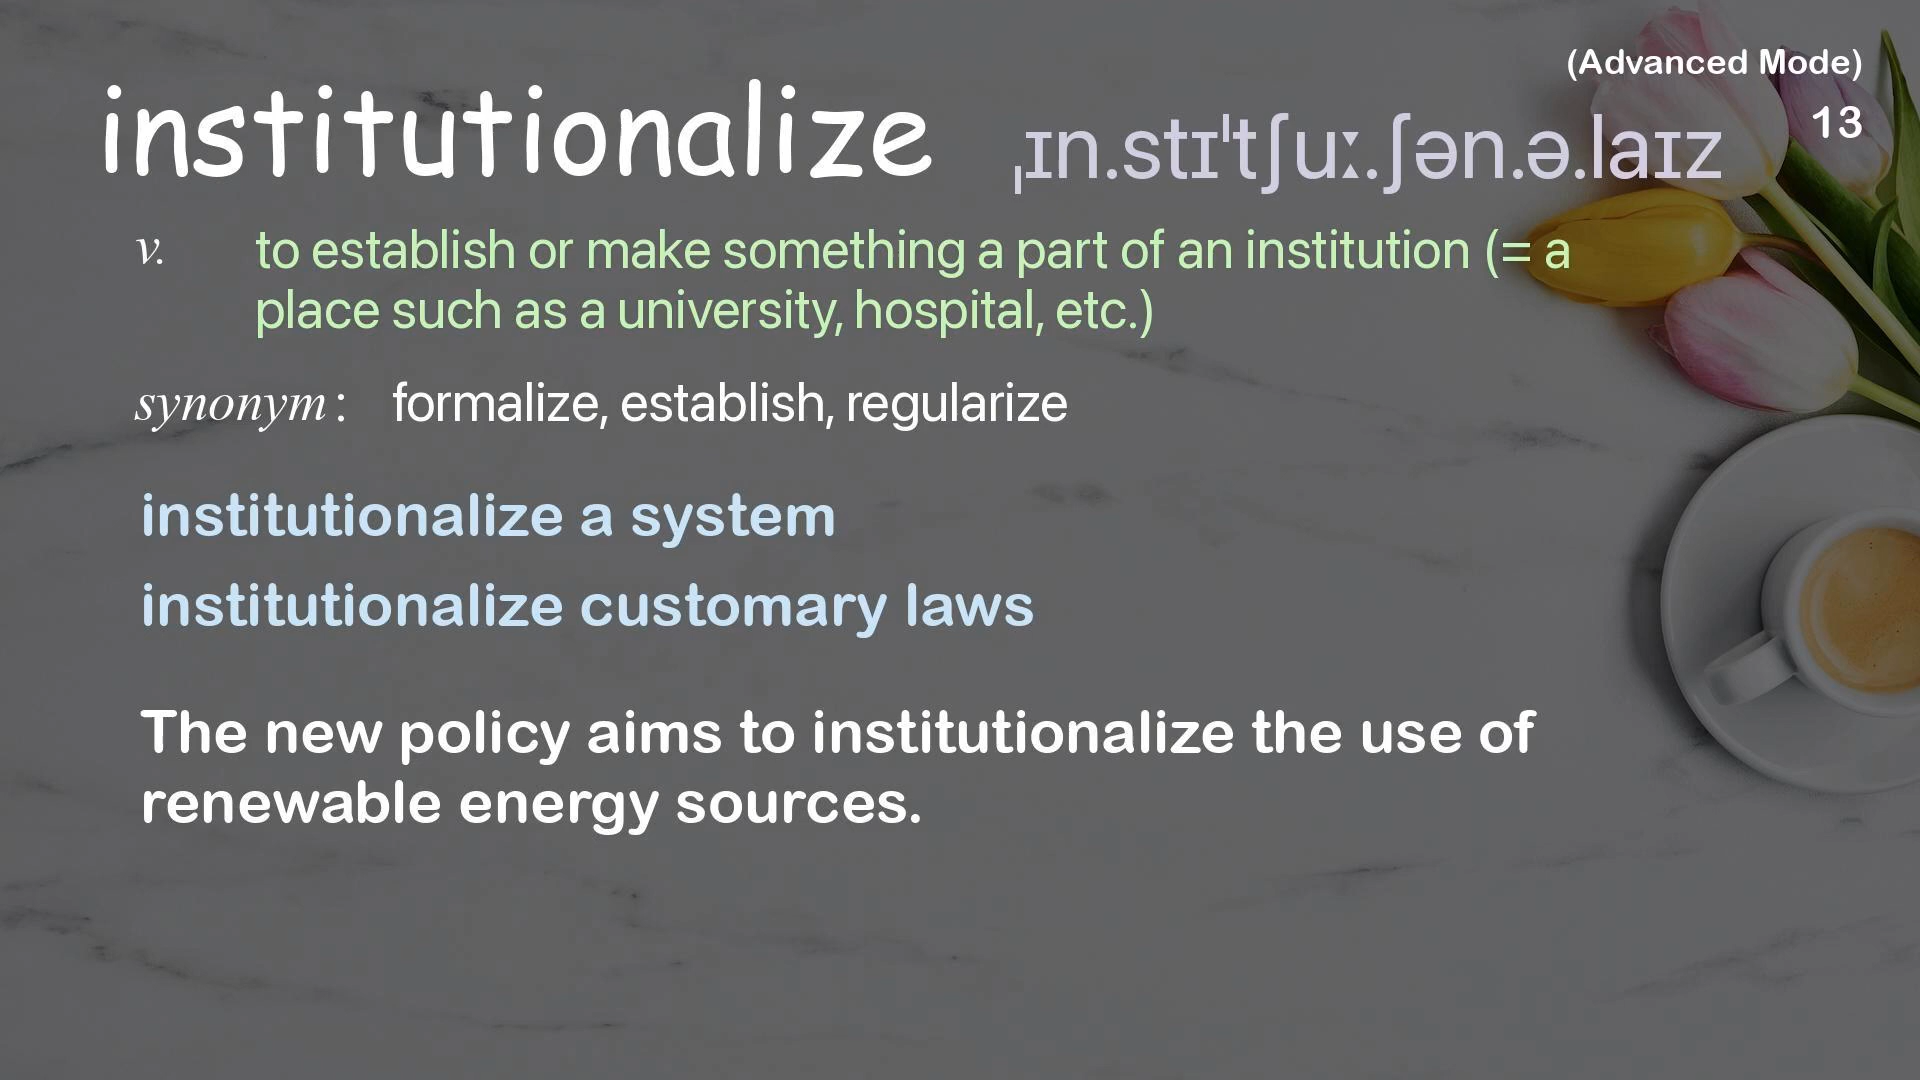 (Advanced Mode)
institutionalize ˌɪn.stɪˈtʃuː.ʃən.ə.laɪz 13
v. to establish or make something a part of an institution (= a
place such as a university, hospital, etc.)
synonym : formalize, establish, regularize
institutionalize a system
institutionalize customary laws
The new policy aims to institutionalize the use of
renewable energy sources.